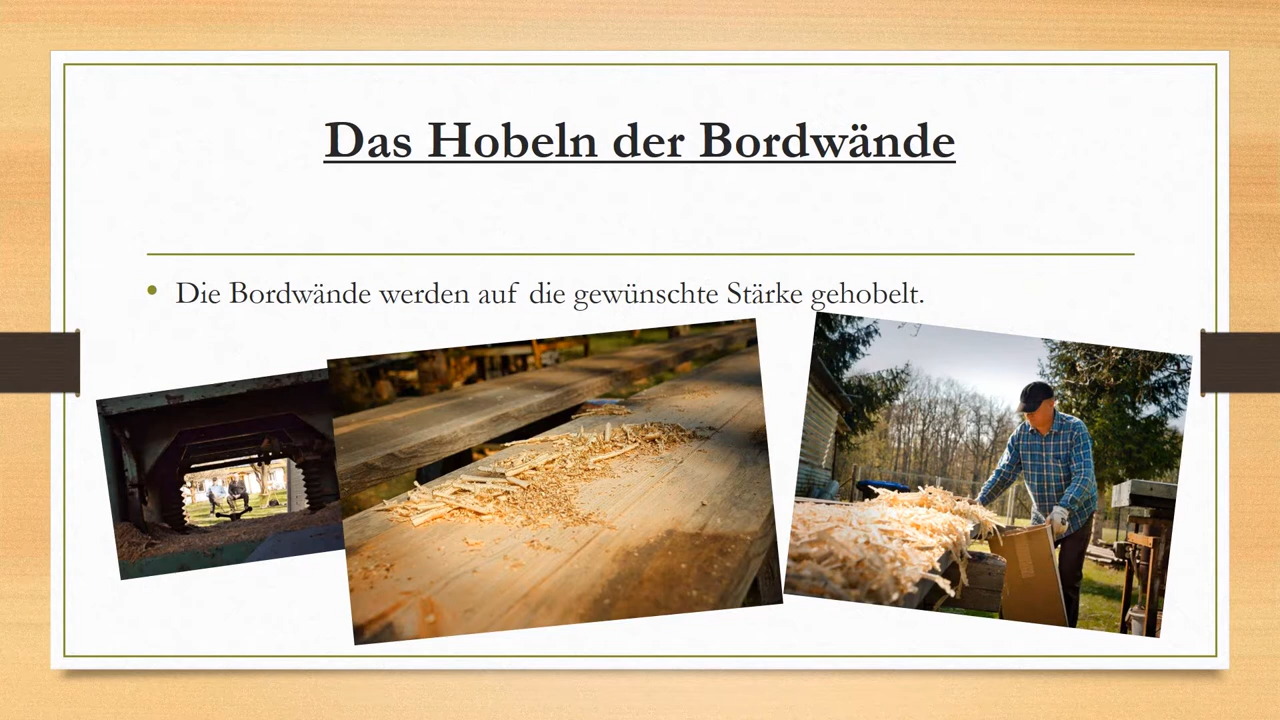 Das Hobeln der Bordwände
• Die Bordwände werden auf die gewünschte Stärke gehobelt.